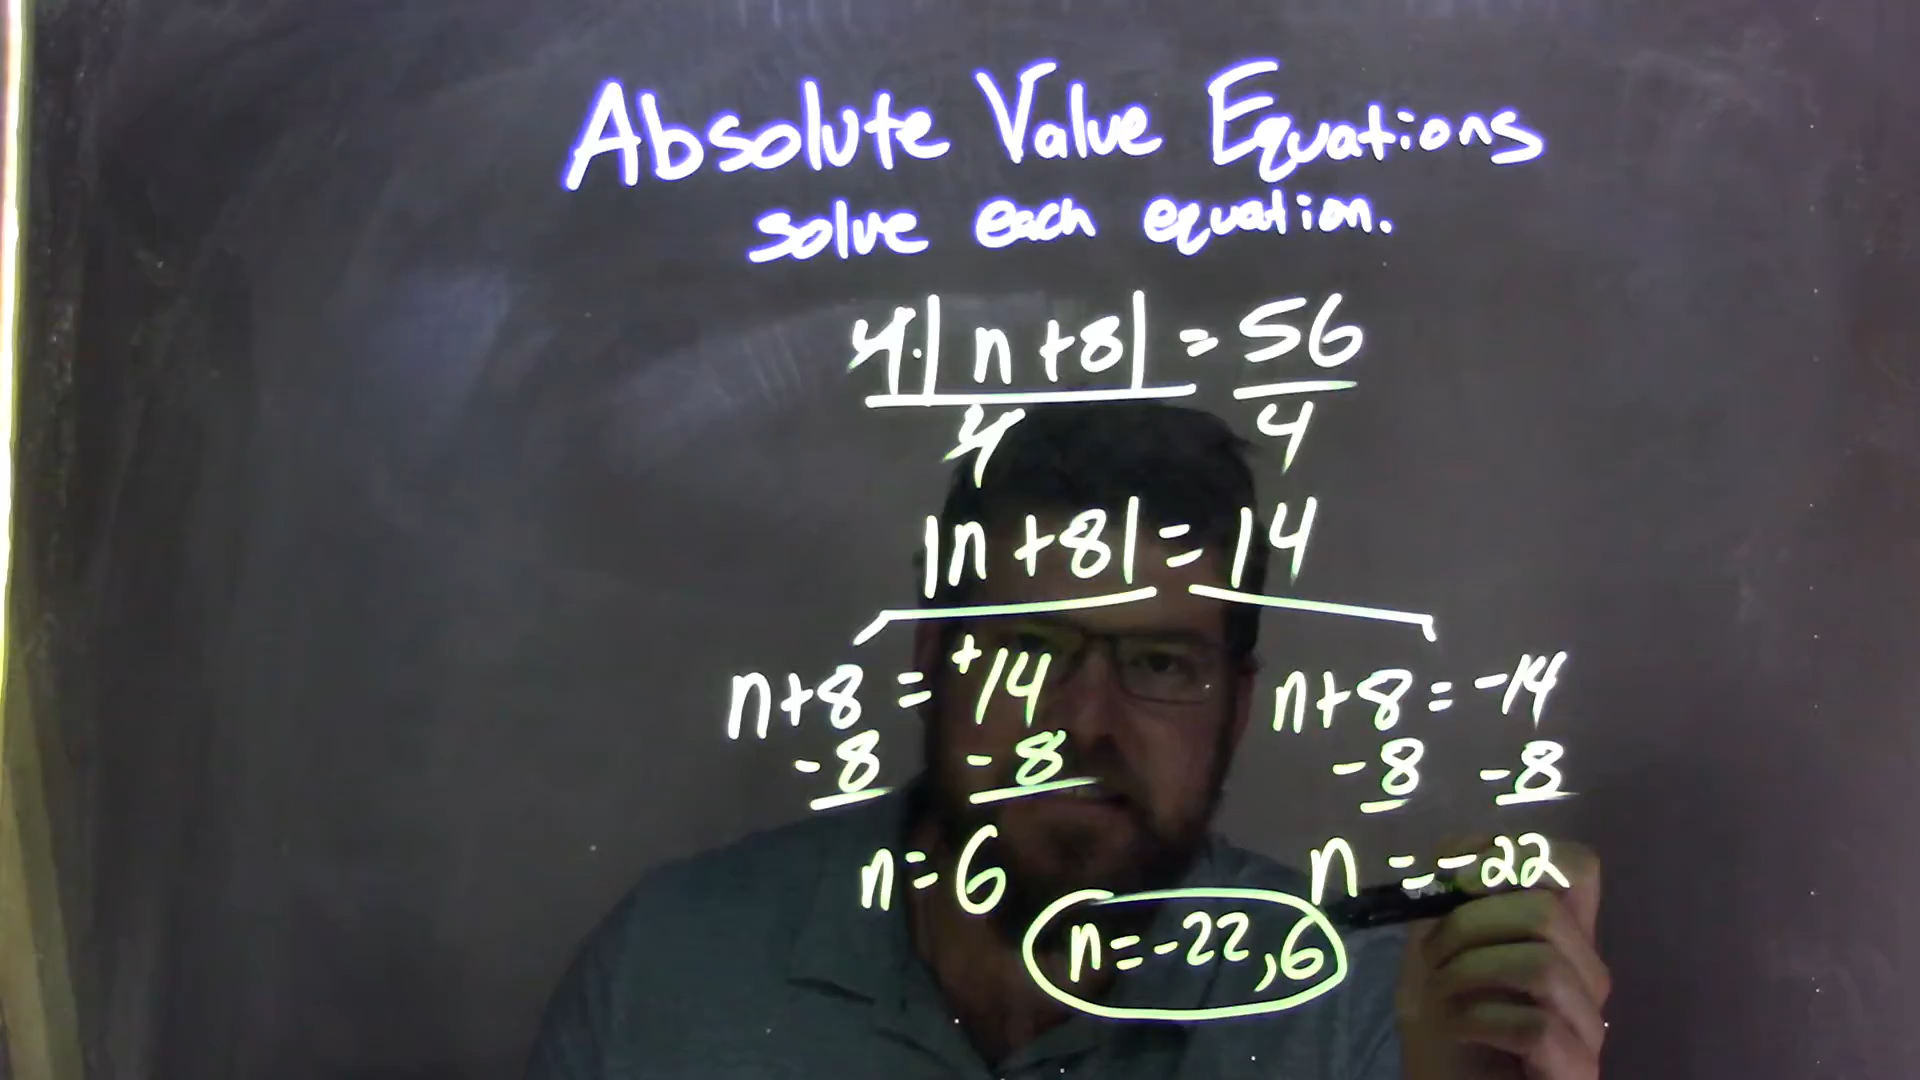 Absolute Value Equations
solve each equation.
4·|n+8| = 56
4 4
|n+8| = 14
n+8 = +14 n+8 = -14
-8 -8 -8 -8
n = 6 n = -22
n = -22, 6